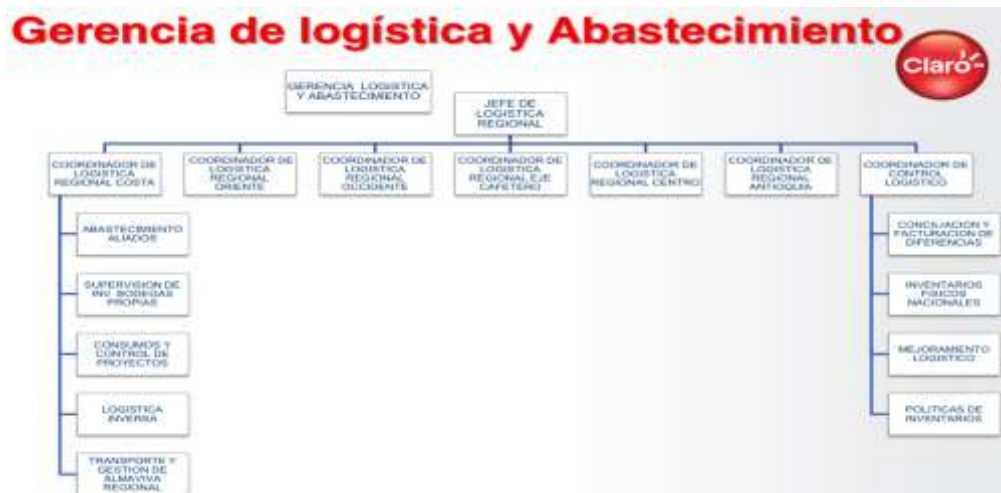 Gerencia de logística y Abastecimiento
Claro
GERENCIA LOGISTICA
Y ABASTECIMIENTO
JEFE DE
LOGISTICA
REGIONAL
COORDINADOR DE
LOGISTICA
REGIONAL COSTA
COORDINADOR DE
LOGISTICA
REGIONAL
ORIENTE
COORDINADOR DE
LOGISTICA
REGIONAL
OCCIDENTE
COORDINADOR DE
LOGISTICA
REGIONAL EJE
CAFETERO
COORDINADOR DE
LOGISTICA
REGIONAL CENTRO
COORDINADOR DE
LOGISTICA
REGIONAL
ANTIOQUIA
COORDINADOR DE
CONTROL
LOGISTICO
ABASTECIMIENTO
ALIADOS
SUPERVISION DE
INV. BODEGAS
PROPIAS
CONSUMOS Y
CONTROL DE
PROYECTOS
LOGISTICA
INVERSA
TRANSPORTE Y
GESTION DE
ALMAVIVA
REGIONAL
CONCILIACION Y
FACTURACION DE
DIFERENCIAS
INVENTARIOS
FISICOS
NACIONALES
MEJORAMIENTO
LOGISTICO
POLITICAS DE
INVENTARIOS